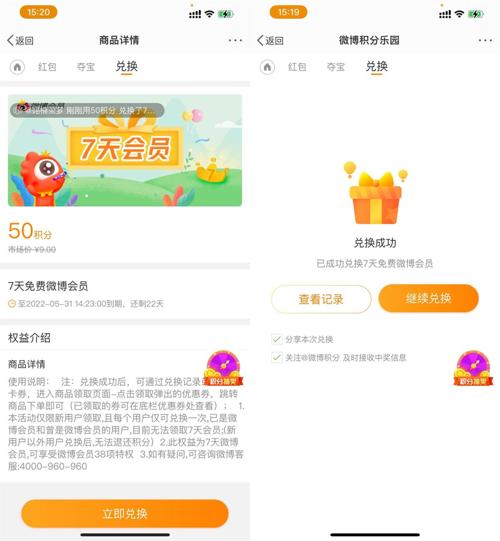 15:20
返回
商品详情
红包
夺宝
兑换
刚刚用50积分 兑换了7...
7天会员
50积分
市场价 ¥9.00
7天免费微博会员
至2022-05-31 14:23:00到期，还剩22天
权益介绍
商品详情
使用说明： 注：兑换成功后，可通过兑换记录
卡券，进入商品领取页面-点击领取弹出的优惠券，跳转
商品下单即可（已领取的券可在底栏优惠券处查看）； 1.
本活动仅限新用户领取,且每个用户仅可兑换一次,已是微
博会员和曾是微博会员的用户,目前无法领取7天会员;(新
用户以外用户兑换后,无法退还积分）2.此权益为7天微博
会员,可享受微博会员38项特权 3.如有疑问,可咨询微博客
服:4000-960-960
积分抽奖
立即兑换
15:19
返回
微博积分乐园
红包
夺宝
兑换
兑换成功
已成功兑换7天免费微博会员
查看记录
继续兑换
分享本次兑换
关注@微博积分 及时接收中奖信息
积分抽奖